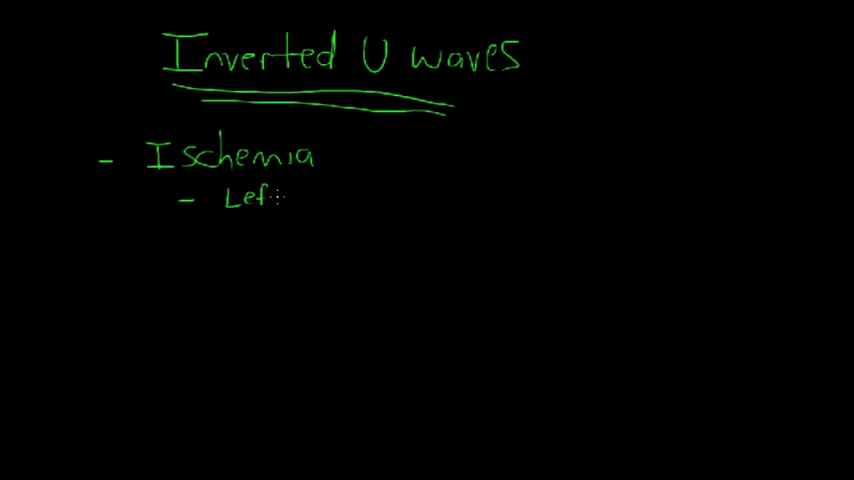 Inverted U waves
- Ischemia
- Lef